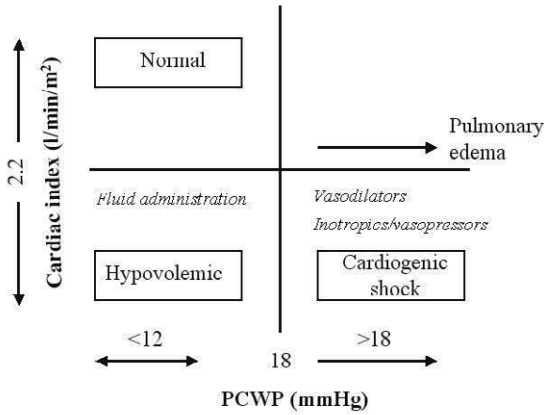 Normal
Pulmonary
edema
Cardiac index (l/min/m²)
2.2
Fluid administration
Vasodilators
Inotropics/vasopressors
Hypovolemic
Cardiogenic
shock
<12
18
>18
PCWP (mmHg)